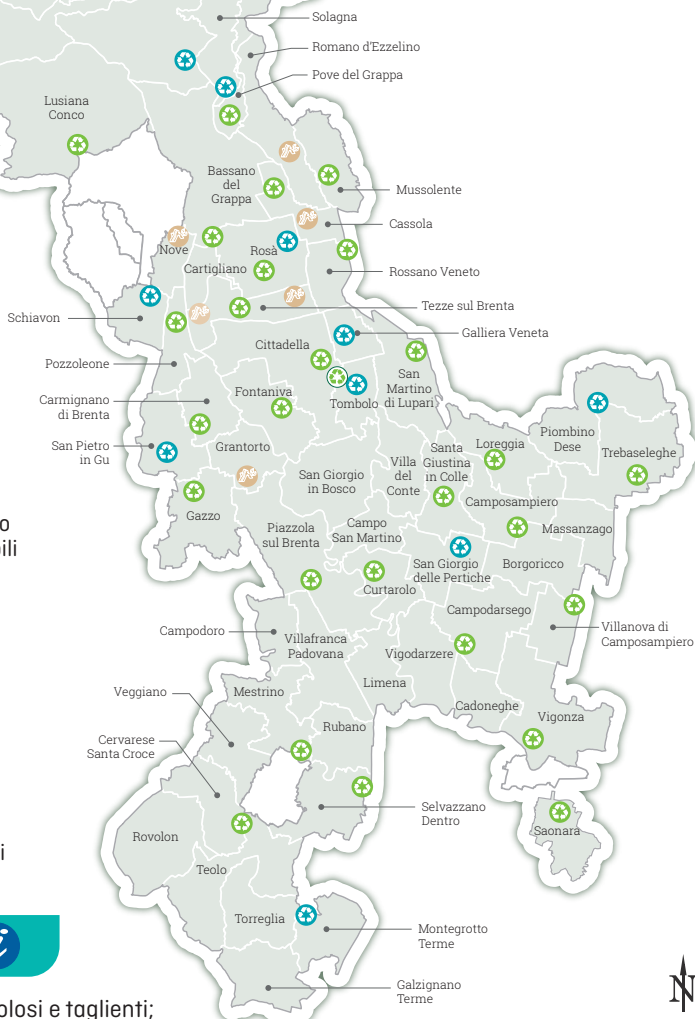 Solagna
Romano d'Ezzelino
Pove del Grappa
Lusiana
Conco
Bassano
del
Grappa
Mussolente
Cassola
Nove
Rosà
Cartigliano
Rossano Veneto
Tezze sul Brenta
Schiavon
Galliera Veneta
Cittadella
Pozzoleone
San
Martino
di Lupari
Carmignano
di Brenta
Fontaniva
Tombolo
San Pietro
in Gu
Grantorto
Piombino
Dese
Loreggia
Trebaseleghe
Santa
Giustina
in Colle
Villa
del
Conte
San Giorgio
in Bosco
Camposampiero
Gazzo
o
ili
Piazzola
sul Brenta
Campo
San Martino
Massanzago
San Giorgio
delle Pertiche
Borgoricco
Curtarolo
Campodarsego
Campodoro
Villafranca
Padovana
Vigodarzere
Villanova di
Camposampiero
Limena
Veggiano
Mestrino
Cadoneghe
Vigonza
Rubano
Cervarese
Santa Croce
Selvazzano
Dentro
Saonara
Rovolon
i
Teolo
Torreglia
Montegrotto
Terme
i
Galzignano
Terme
N
olosi e taglienti;